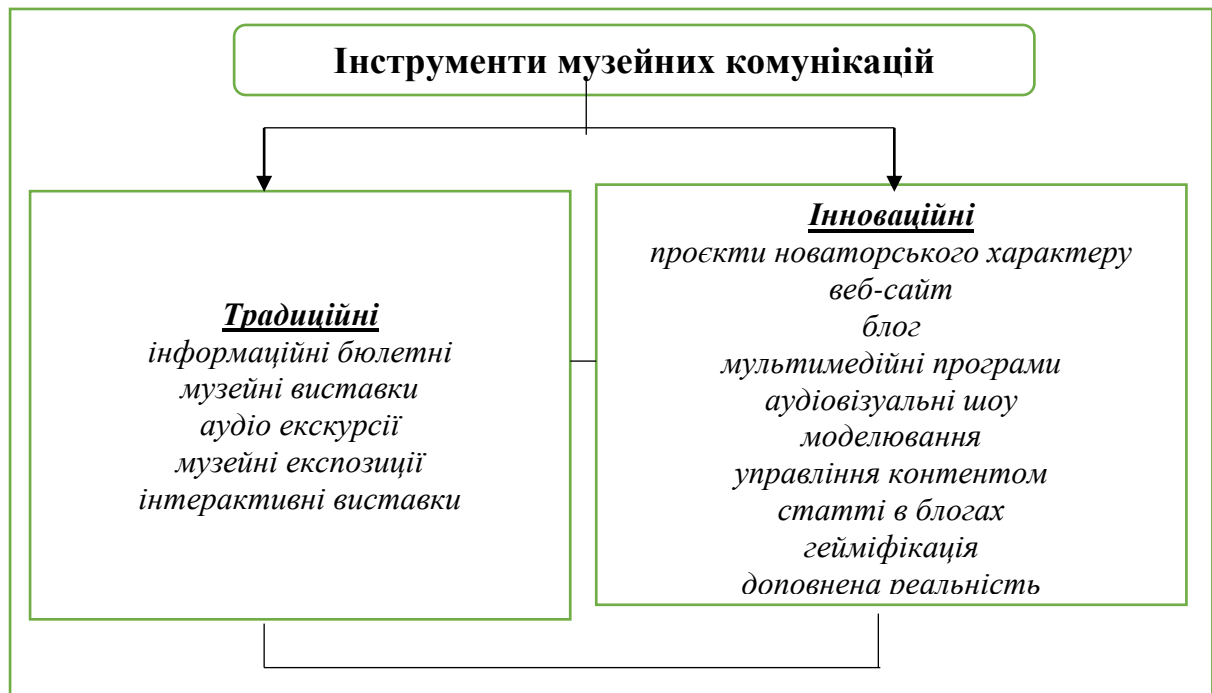 Інструменти музейних комунікацій
Традиційні
інформаційні бюлетні
музейні виставки
аудіо екскурсії
музейні експозиції
інтерактивні виставки
Інноваційні
проєкти новаторського характеру
веб-сайт
блог
мультимедійні програми
аудіовізуальні шоу
моделювання
управління контентом
статті в блогах
гейміфікація
доповнена реальність